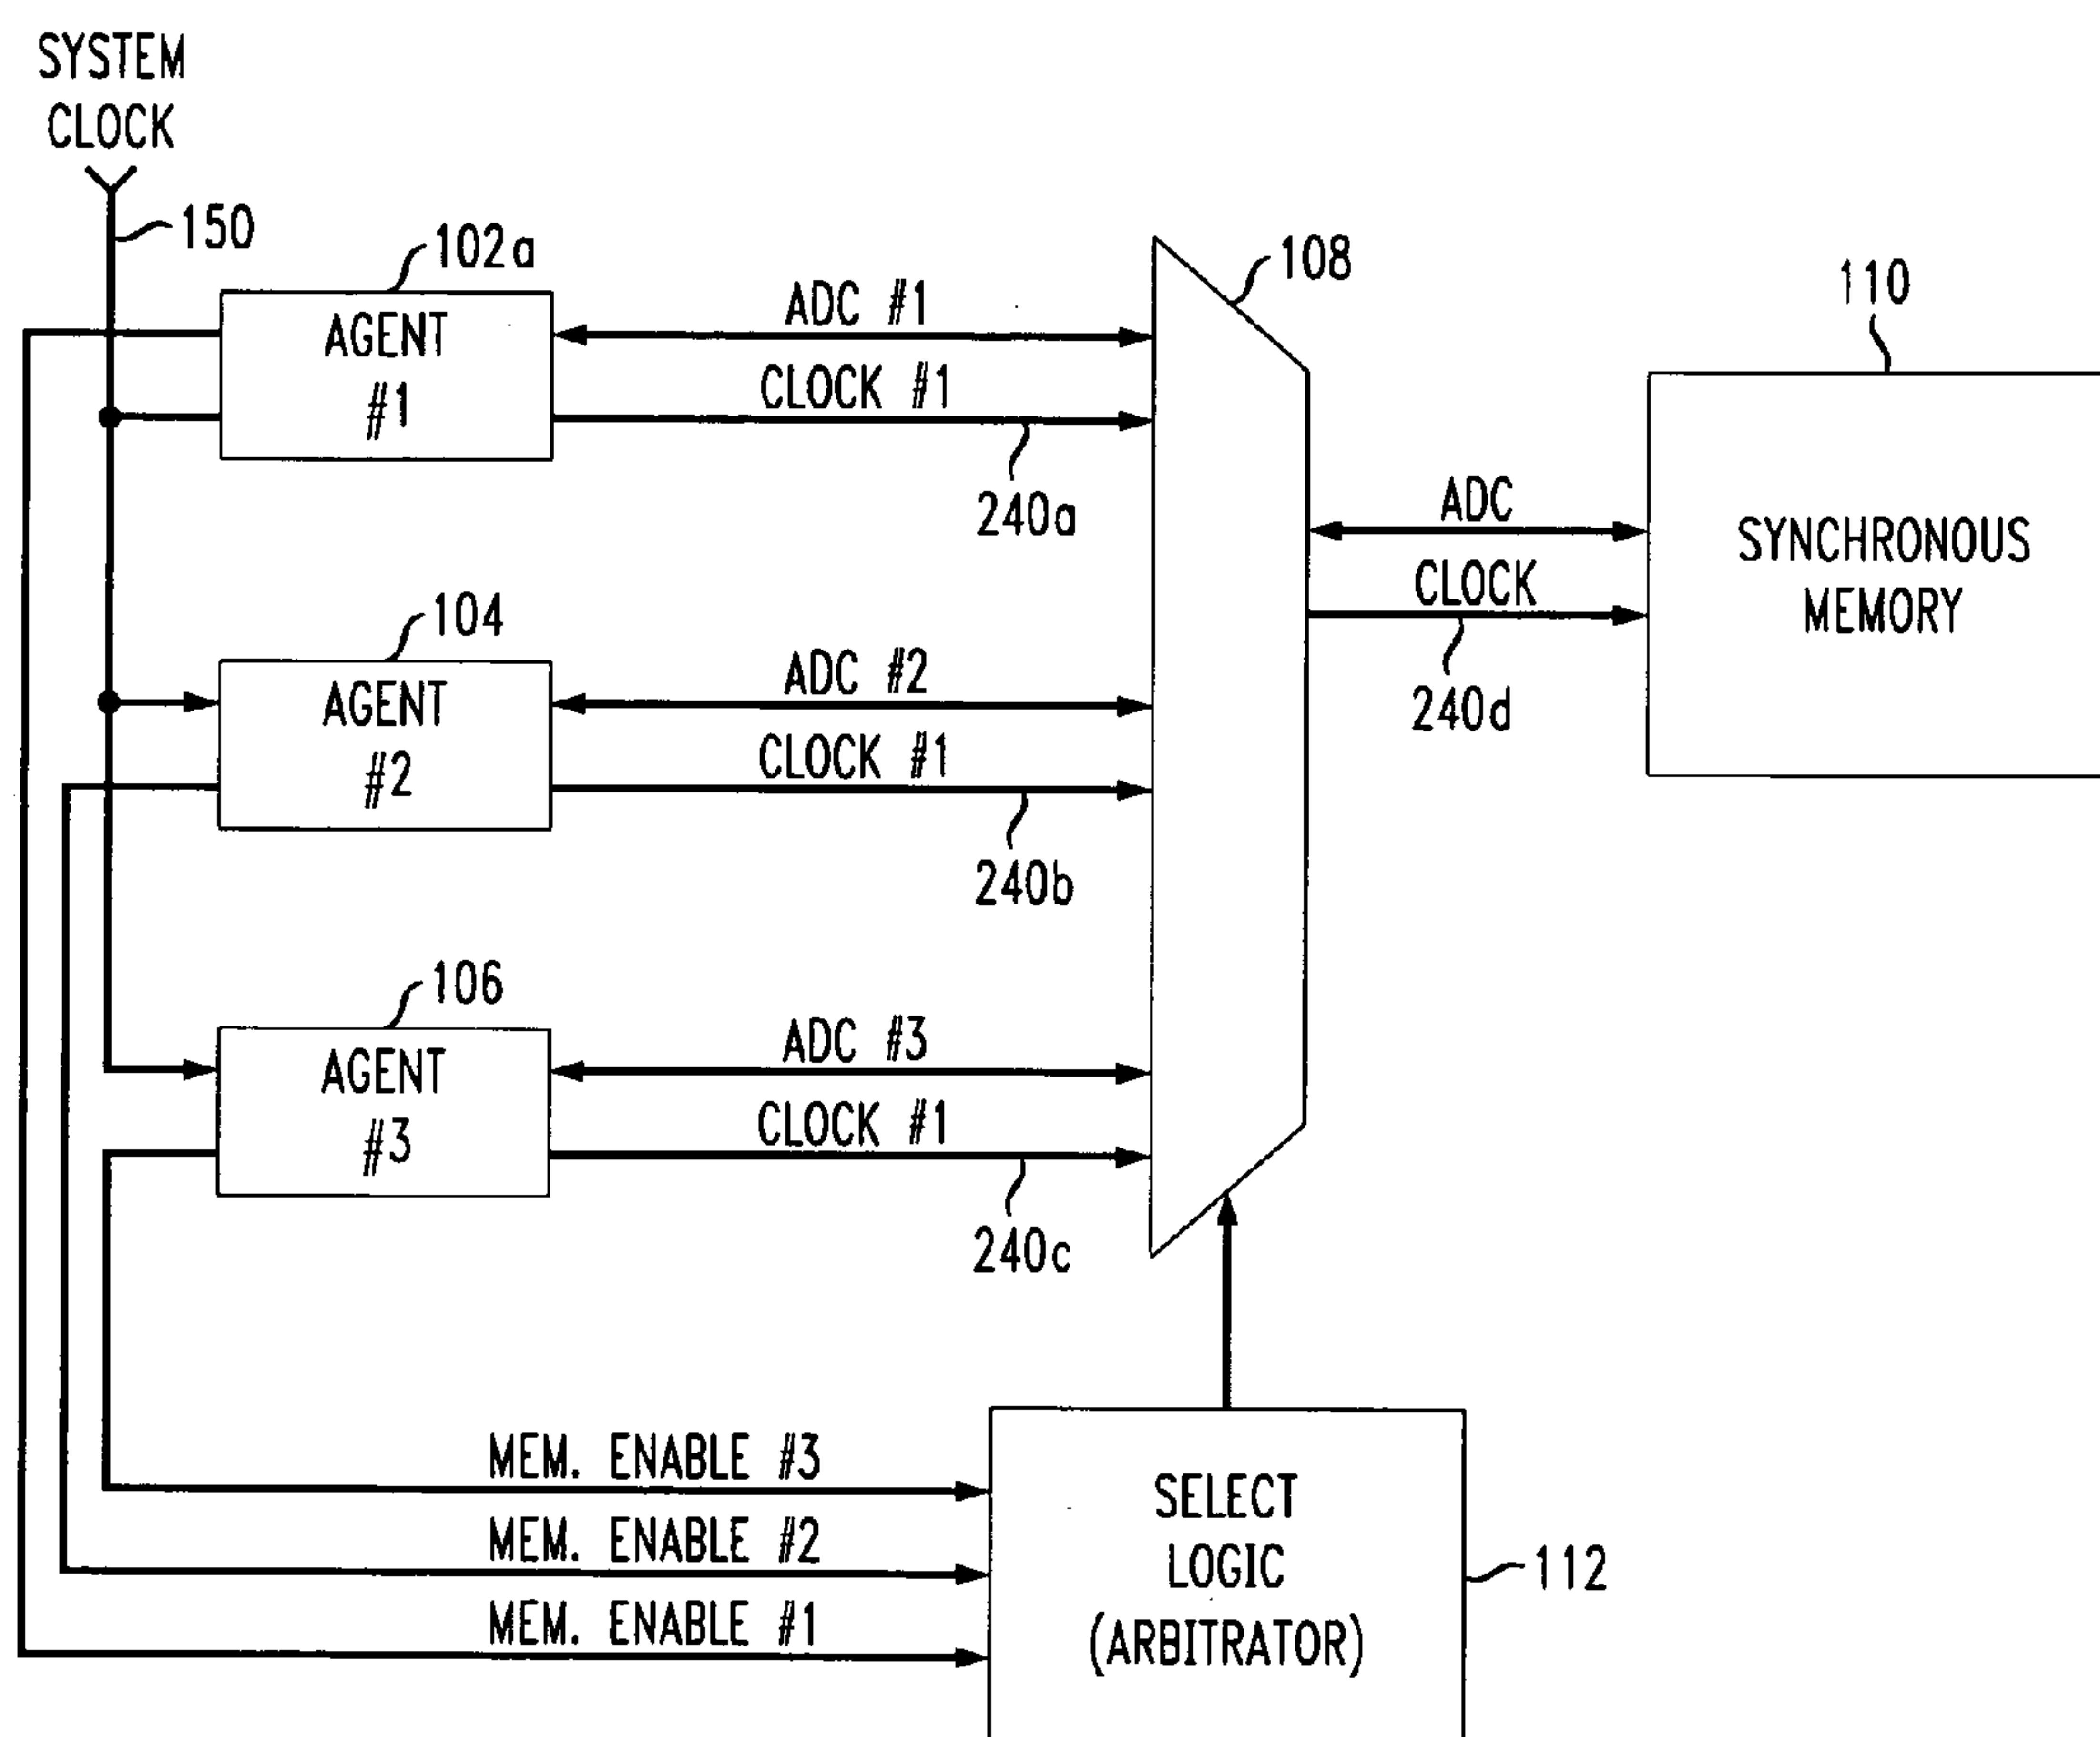 SYSTEM
CLOCK
150
102a
AGENT
#1
ADC #1
CLOCK #1
240a
108
110
SYNCHRONOUS
MEMORY
ADC
CLOCK
240d
104
AGENT
#2
ADC #2
CLOCK #1
240b
106
AGENT
#3
ADC #3
CLOCK #1
240c
MEM. ENABLE #3
MEM. ENABLE #2
MEM. ENABLE #1
SELECT
LOGIC
(ARBITRATOR)
112